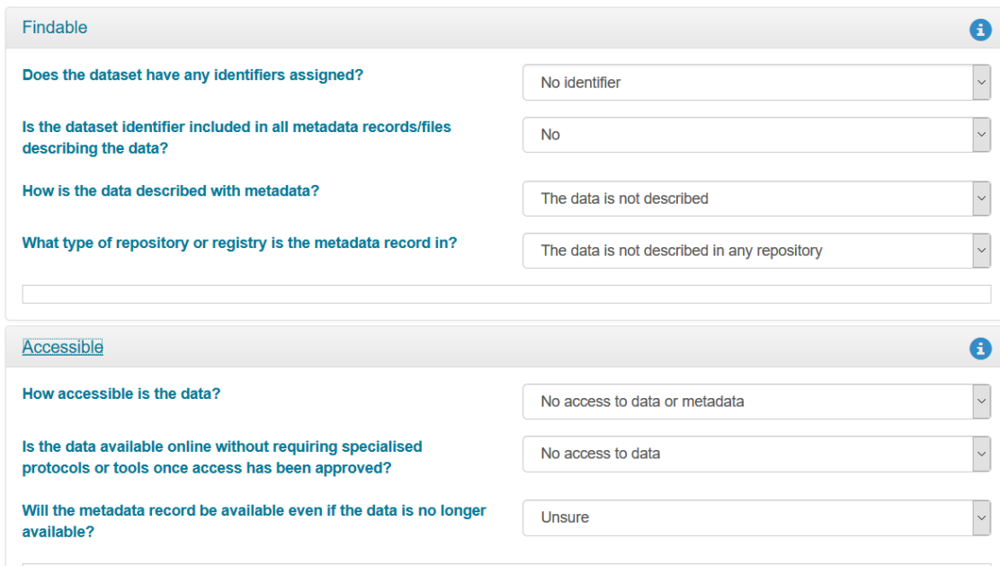 Findable
Does the dataset have any identifiers assigned?
No identifier
Is the dataset identifier included in all metadata records/files
describing the data?
No
How is the data described with metadata?
The data is not described
What type of repository or registry is the metadata record in?
The data is not described in any repository
Accessible
How accessible is the data?
No access to data or metadata
Is the data available online without requiring specialised
protocols or tools once access has been approved?
No access to data
Will the metadata record be available even if the data is no longer
available?
Unsure